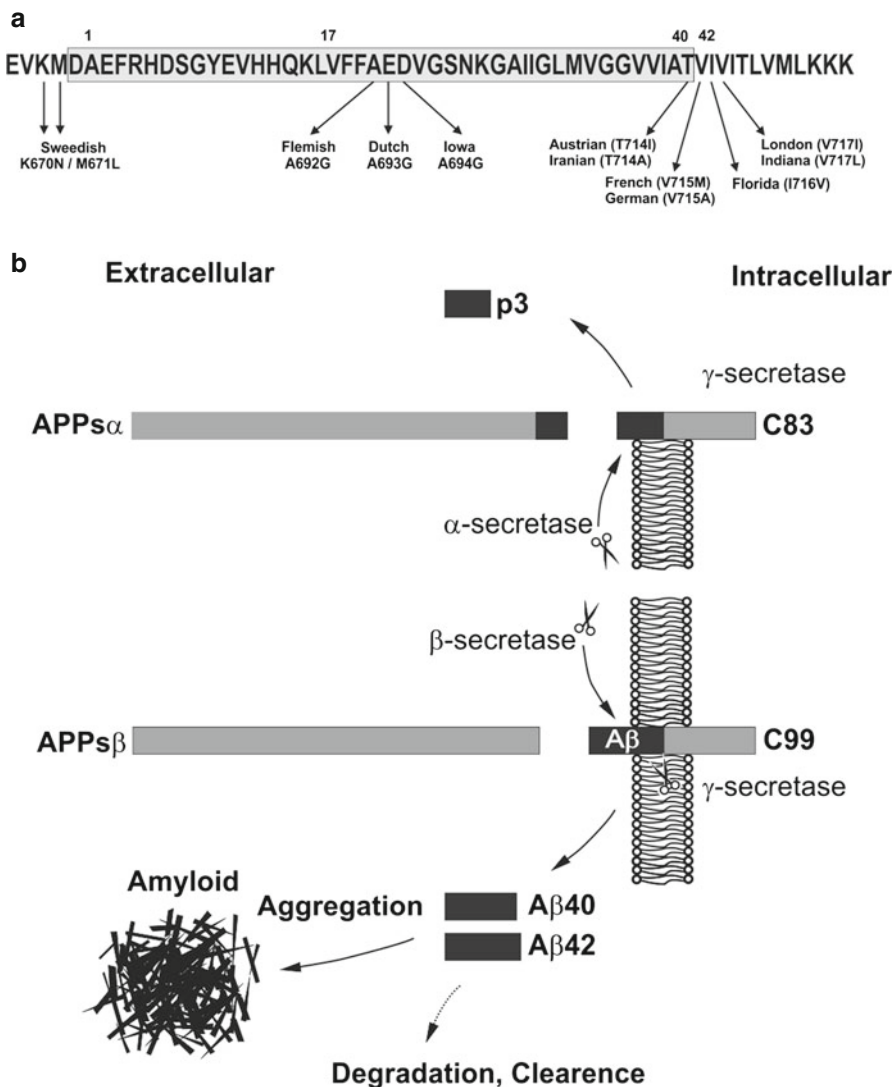 a
1 17 40 42
EVKMDAEFRHDSGYEVHHQKLVFFAEDVGSNKGAIIGLMVGGVVIATVIVITLVMLKKK
Sweedish
K670N / M671L
Flemish
A692G
Dutch
A693G
Iowa
A694G
Austrian (T714I)
Iranian (T714A)
French (V715M)
German (V715A)
London (V717I)
Indiana (V717L)
Florida (I716V)
b
Extracellular
Intracellular
p3
γ-secretase
APPsα
C83
α-secretase
β-secretase
APPsβ
Aβ
C99
γ-secretase
Amyloid
Aggregation
Aβ40
Aβ42
Degradation, Clearence